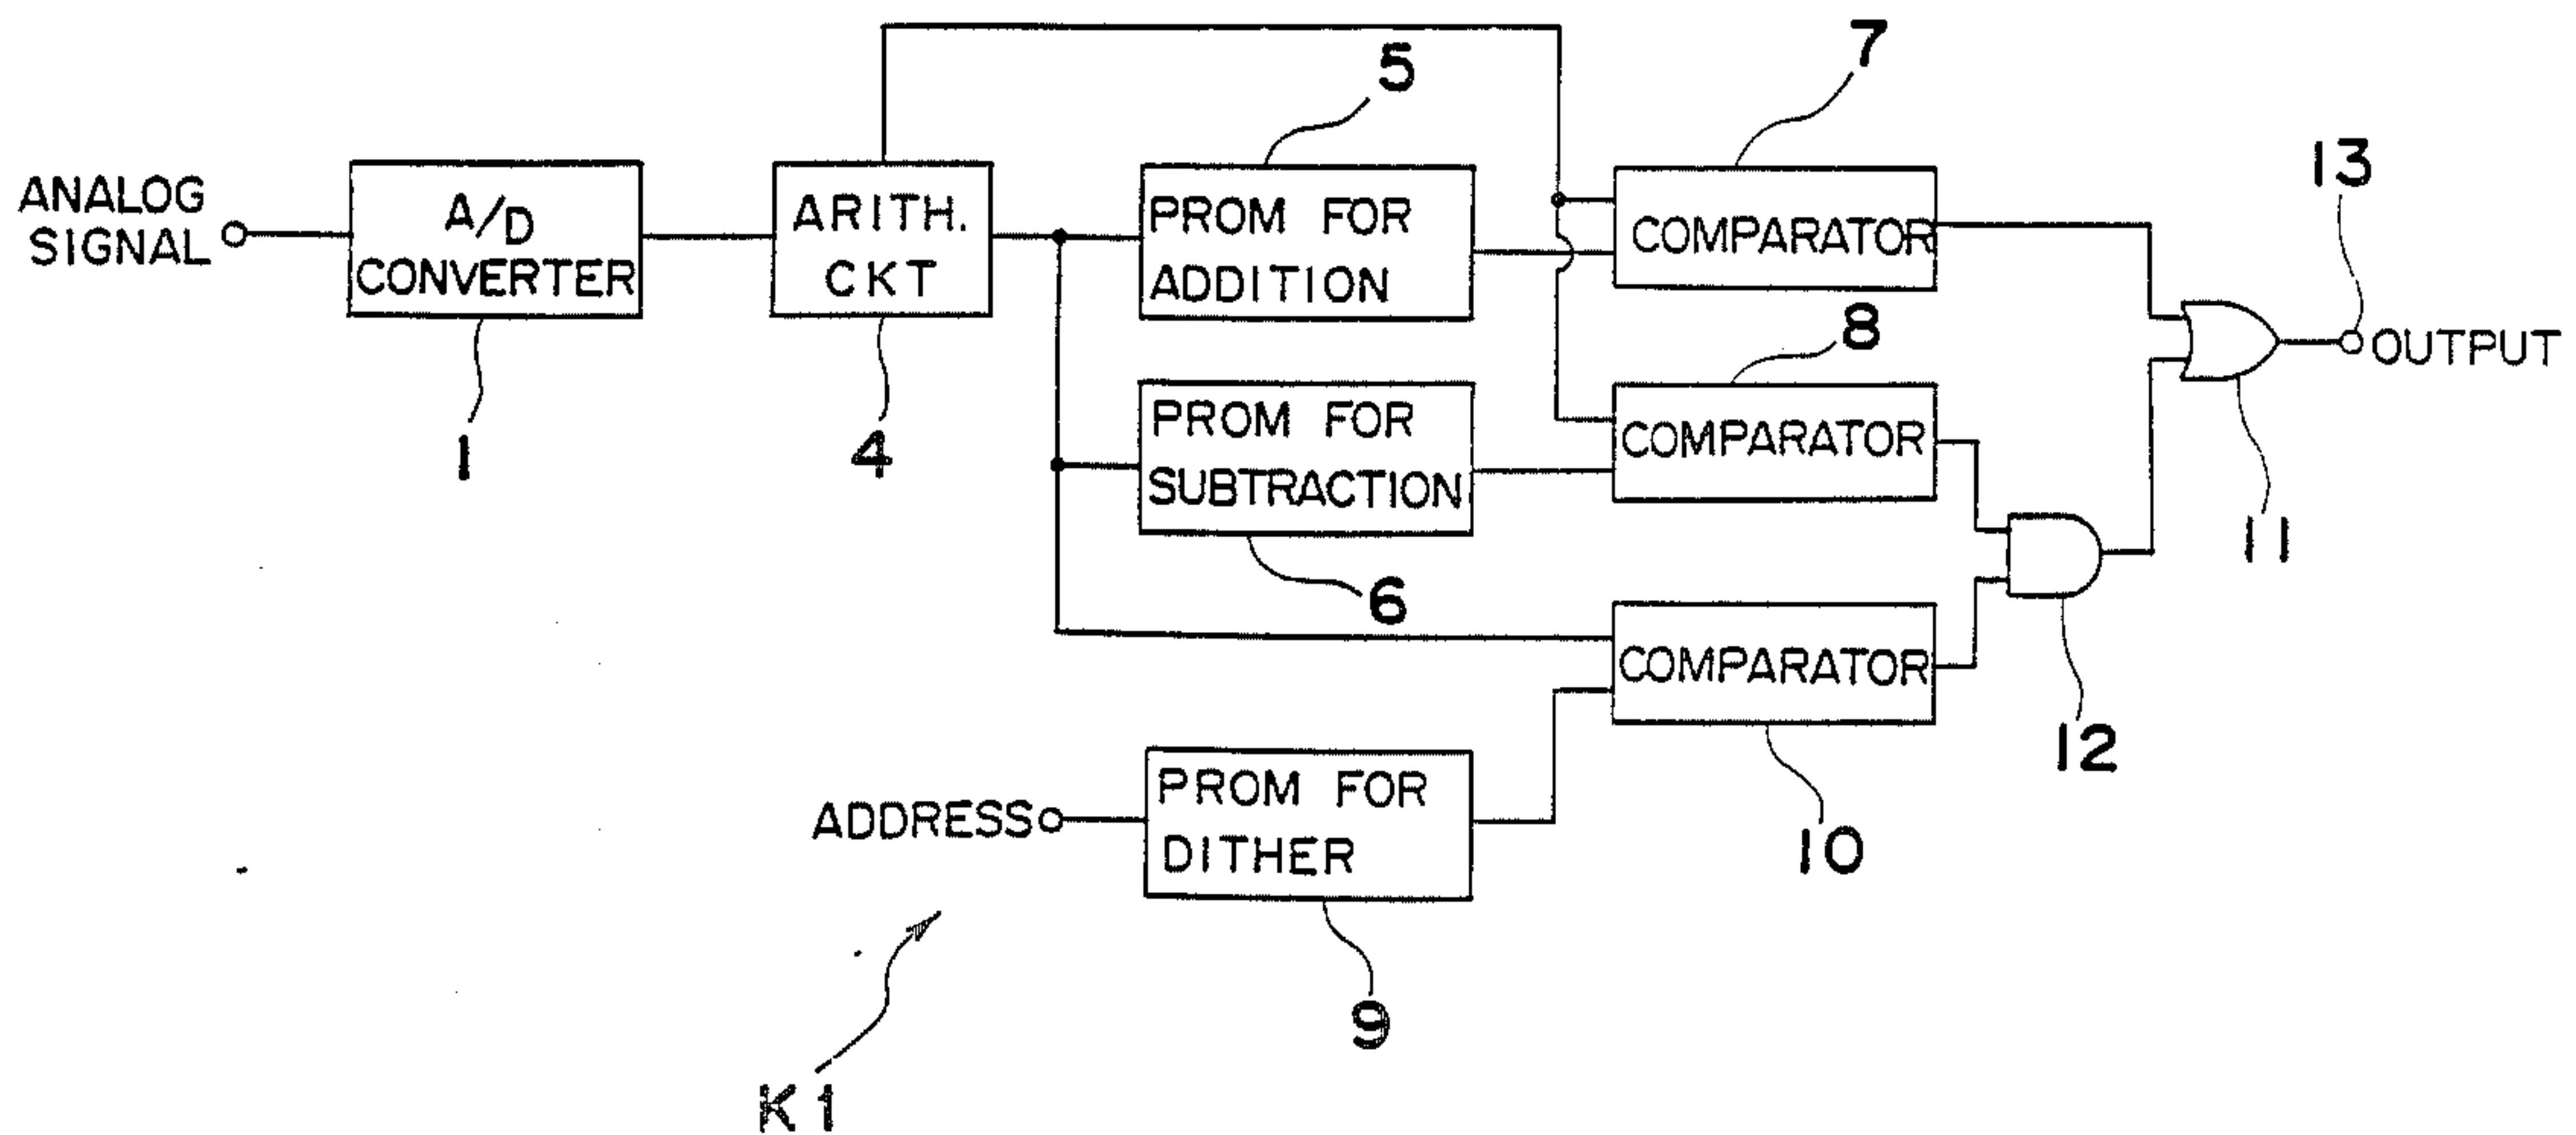 ANALOG
SIGNAL
A/D
CONVERTER
1
ARITH.
CKT
4
PROM FOR
ADDITION
5
PROM FOR
SUBTRACTION
6
COMPARATOR
7
COMPARATOR
8
COMPARATOR
10
ADDRESS
PROM FOR
DITHER
9
12
11
13
OUTPUT
K1